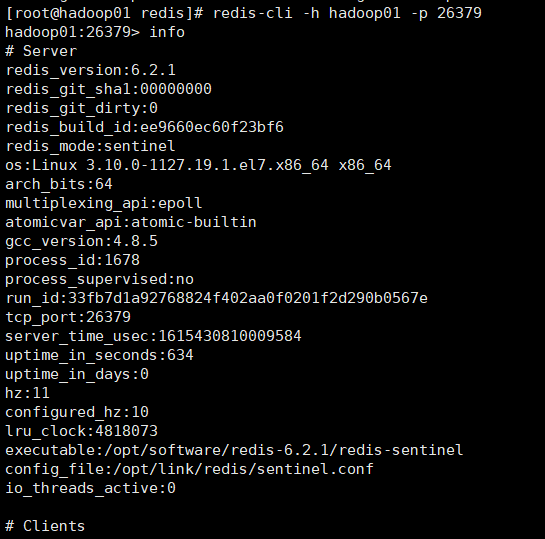 [root@hadoop01 redis]# redis-cli -h hadoop01 -p 26379
hadoop01:26379> info
# Server
redis_version:6.2.1
redis_git_sha1:00000000
redis_git_dirty:0
redis_build_id:ee9660ec60f23bf6
redis_mode:sentinel
os:Linux 3.10.0-1127.19.1.el7.x86_64 x86_64
arch_bits:64
multiplexing_api:epoll
atomicvar_api:atomic-builtin
gcc_version:4.8.5
process_id:1678
process_supervised:no
run_id:33fb7d1a92768824f402aa0f0201f2d290b0567e
tcp_port:26379
server_time_usec:1615430810009584
uptime_in_seconds:634
uptime_in_days:0
hz:11
configured_hz:10
lru_clock:4818073
executable:/opt/software/redis-6.2.1/redis-sentinel
config_file:/opt/link/redis/sentinel.conf
io_threads_active:0
# Clients